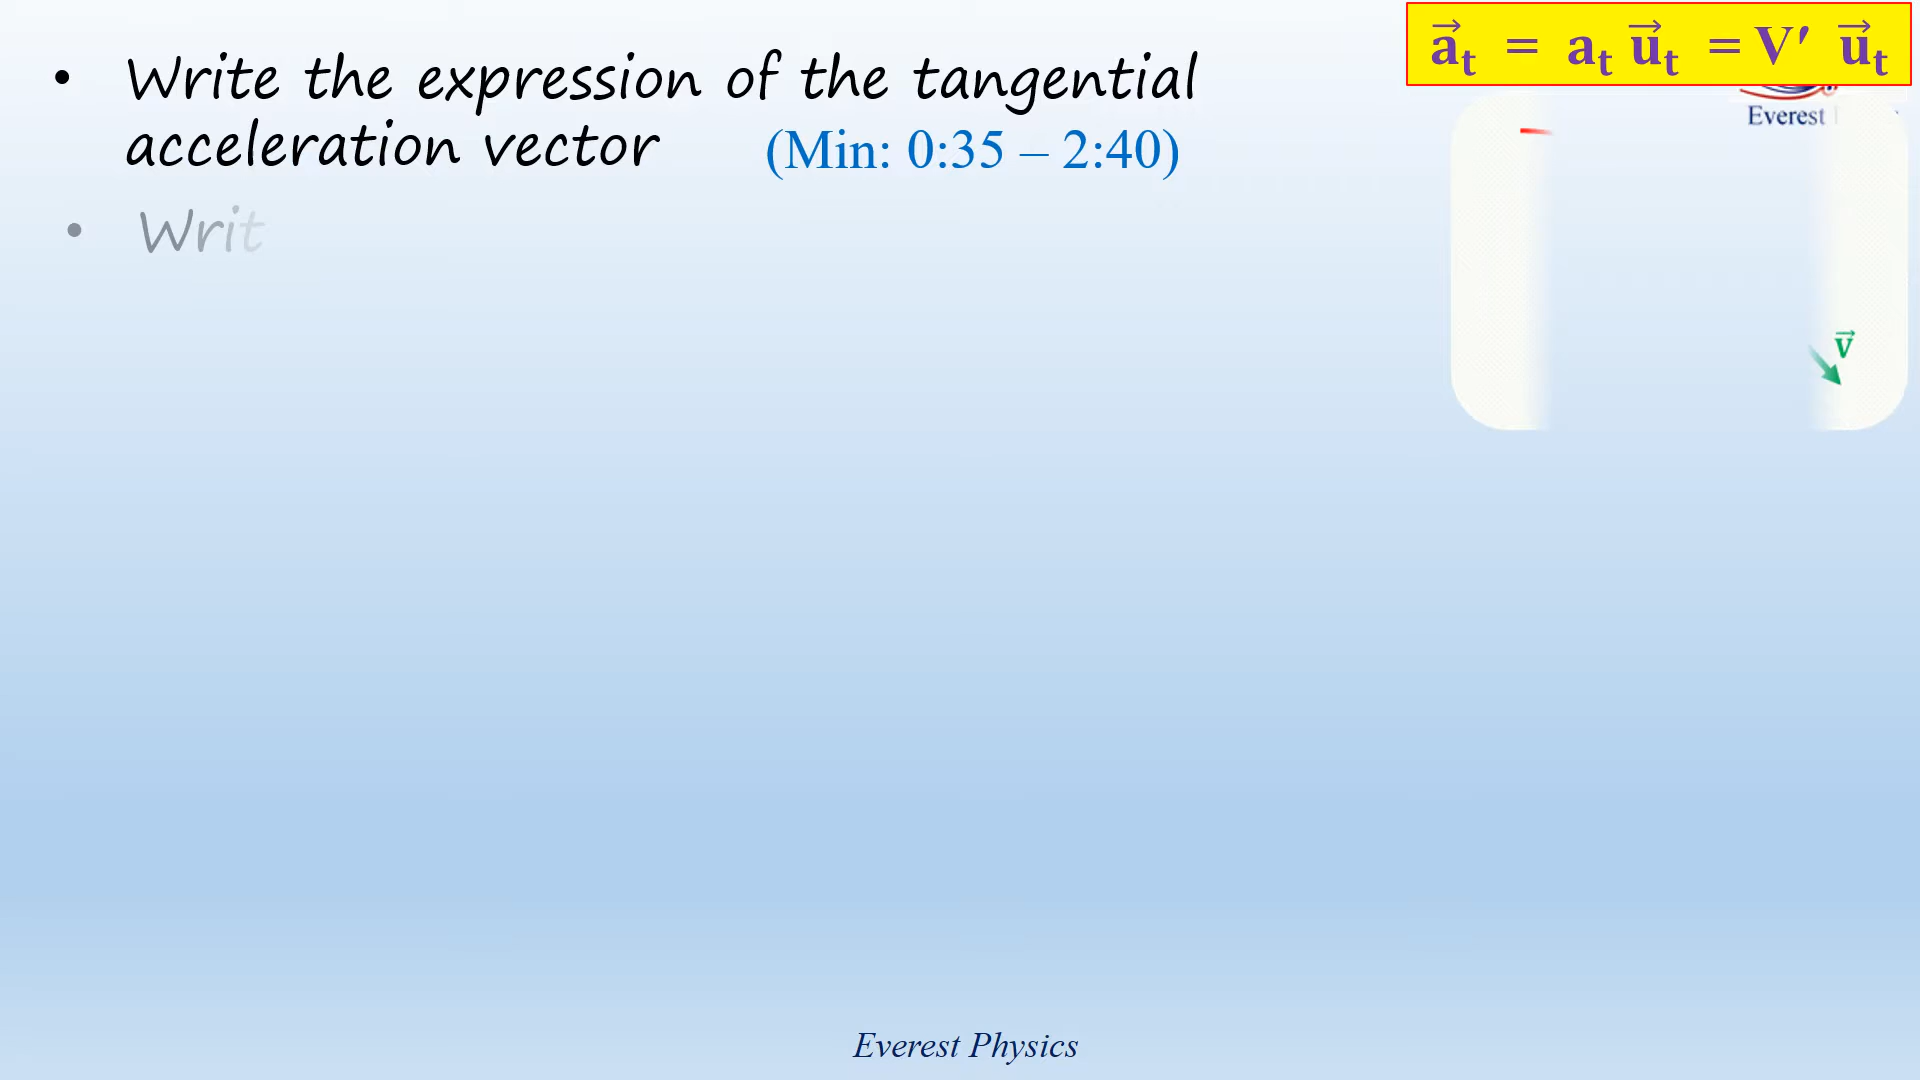 a⃗ₜ = aₜ u⃗ₜ = V′ u⃗ₜ
• Write the expression of the tangential
acceleration vector (Min: 0:35 – 2:40)
Everest
• Writ
v⃗
Everest Physics